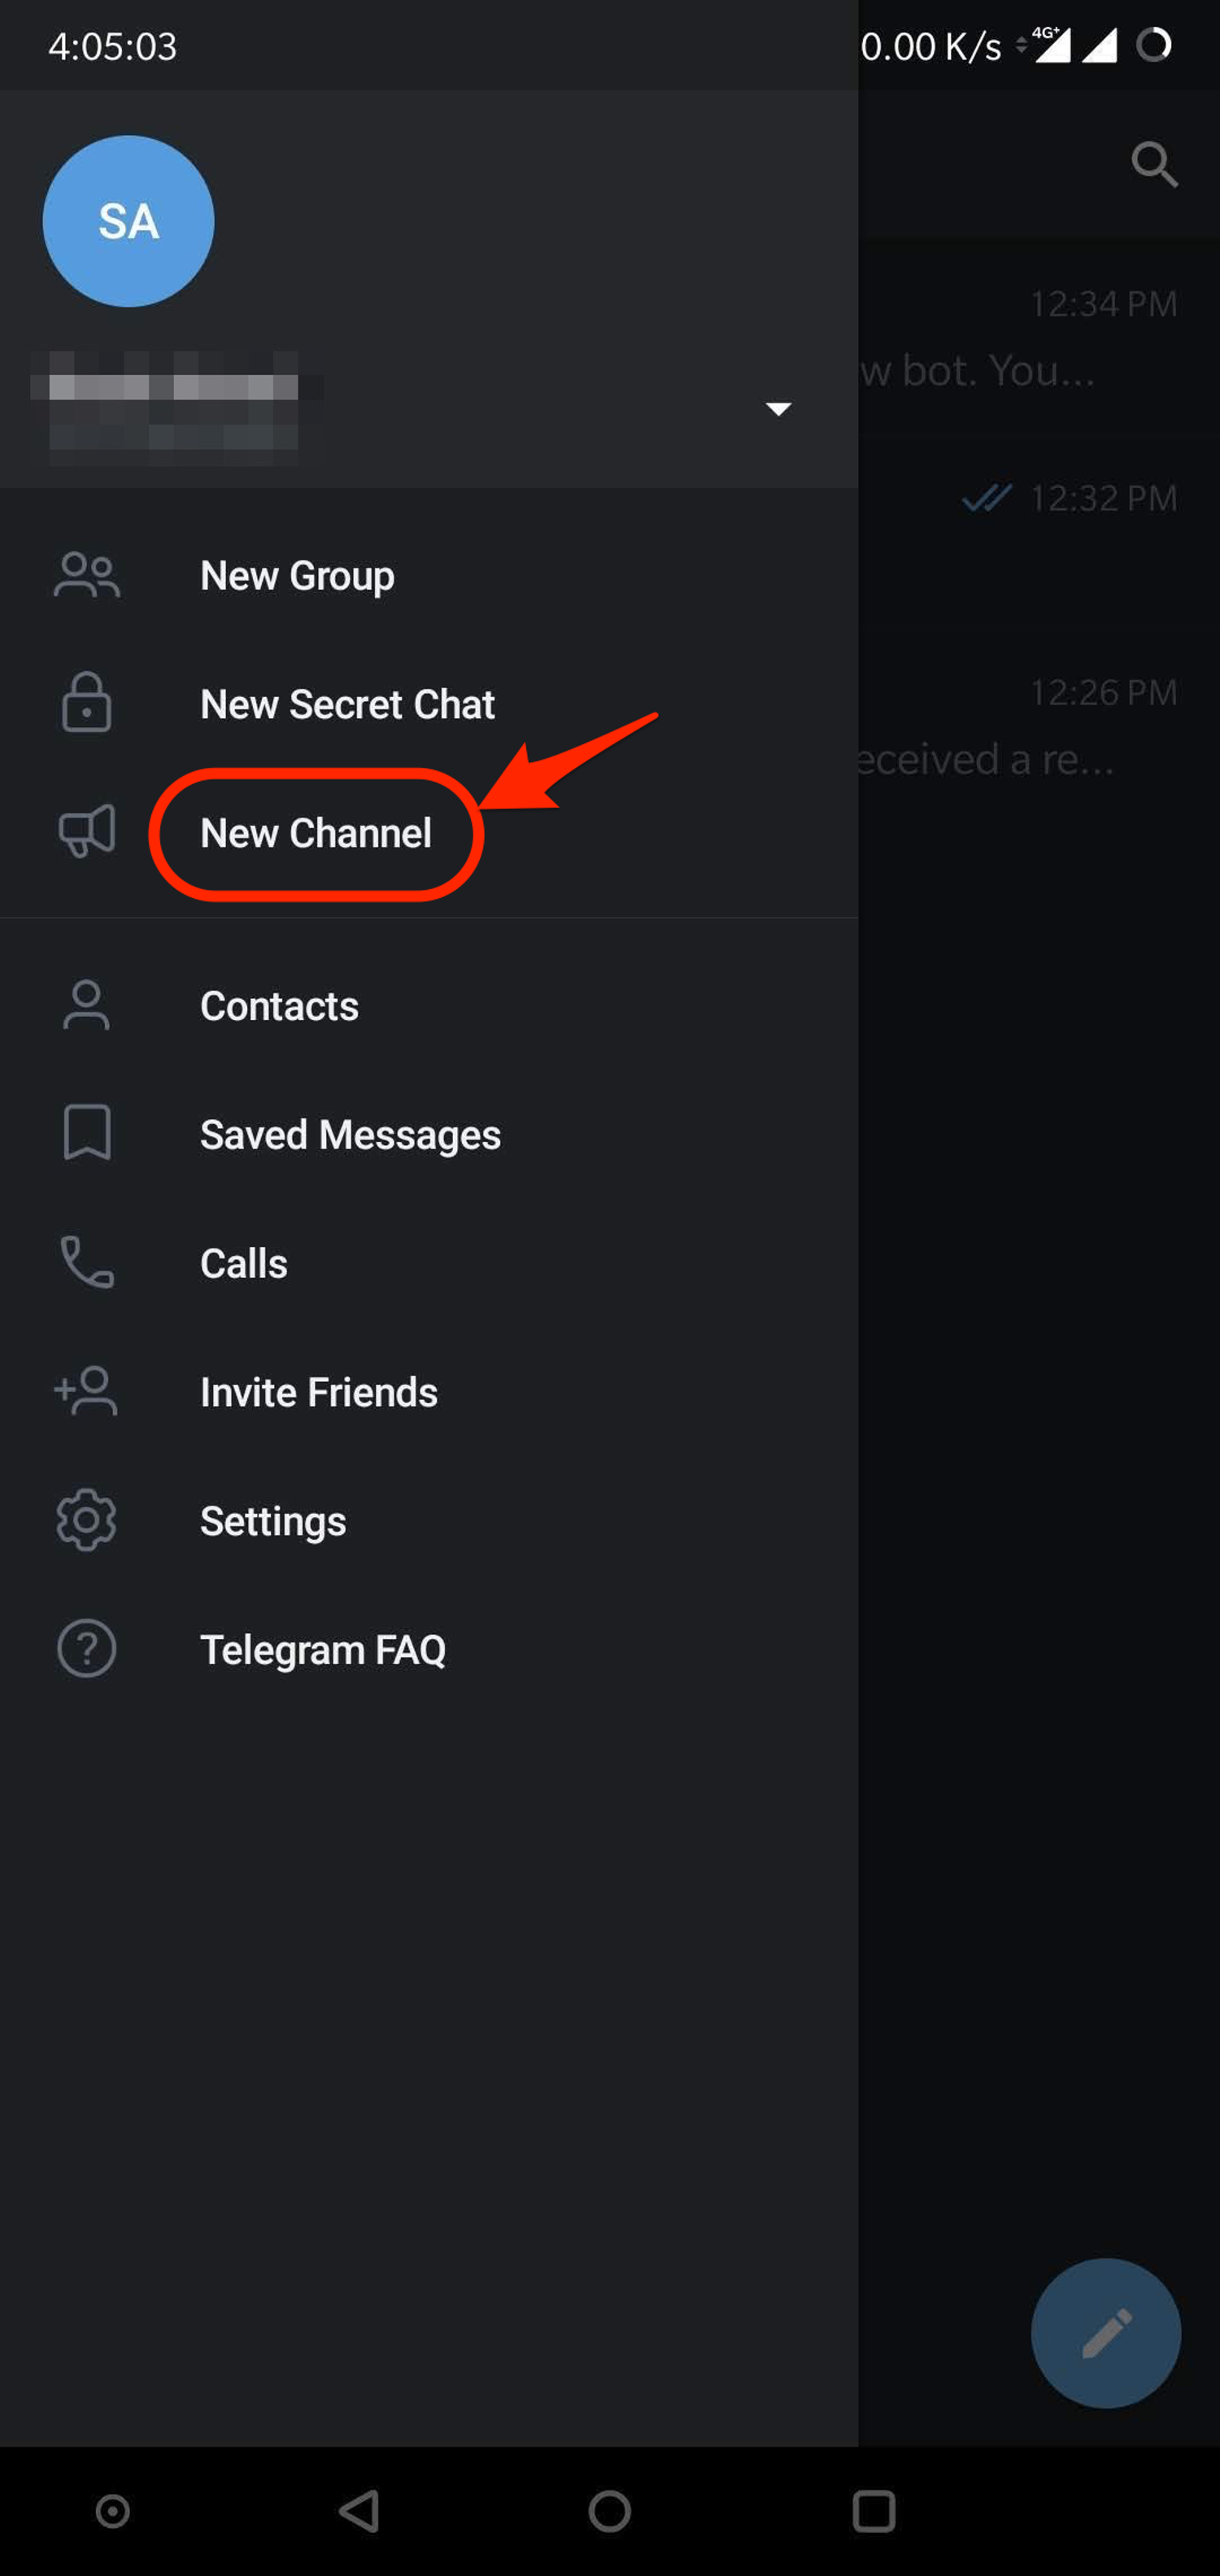 4:05:03
0.00 K/s 4G+
SA
12:34 PM
w bot. You...
12:32 PM
New Group
New Secret Chat
12:26 PM
eceived a re...
New Channel
Contacts
Saved Messages
Calls
Invite Friends
Settings
Telegram FAQ